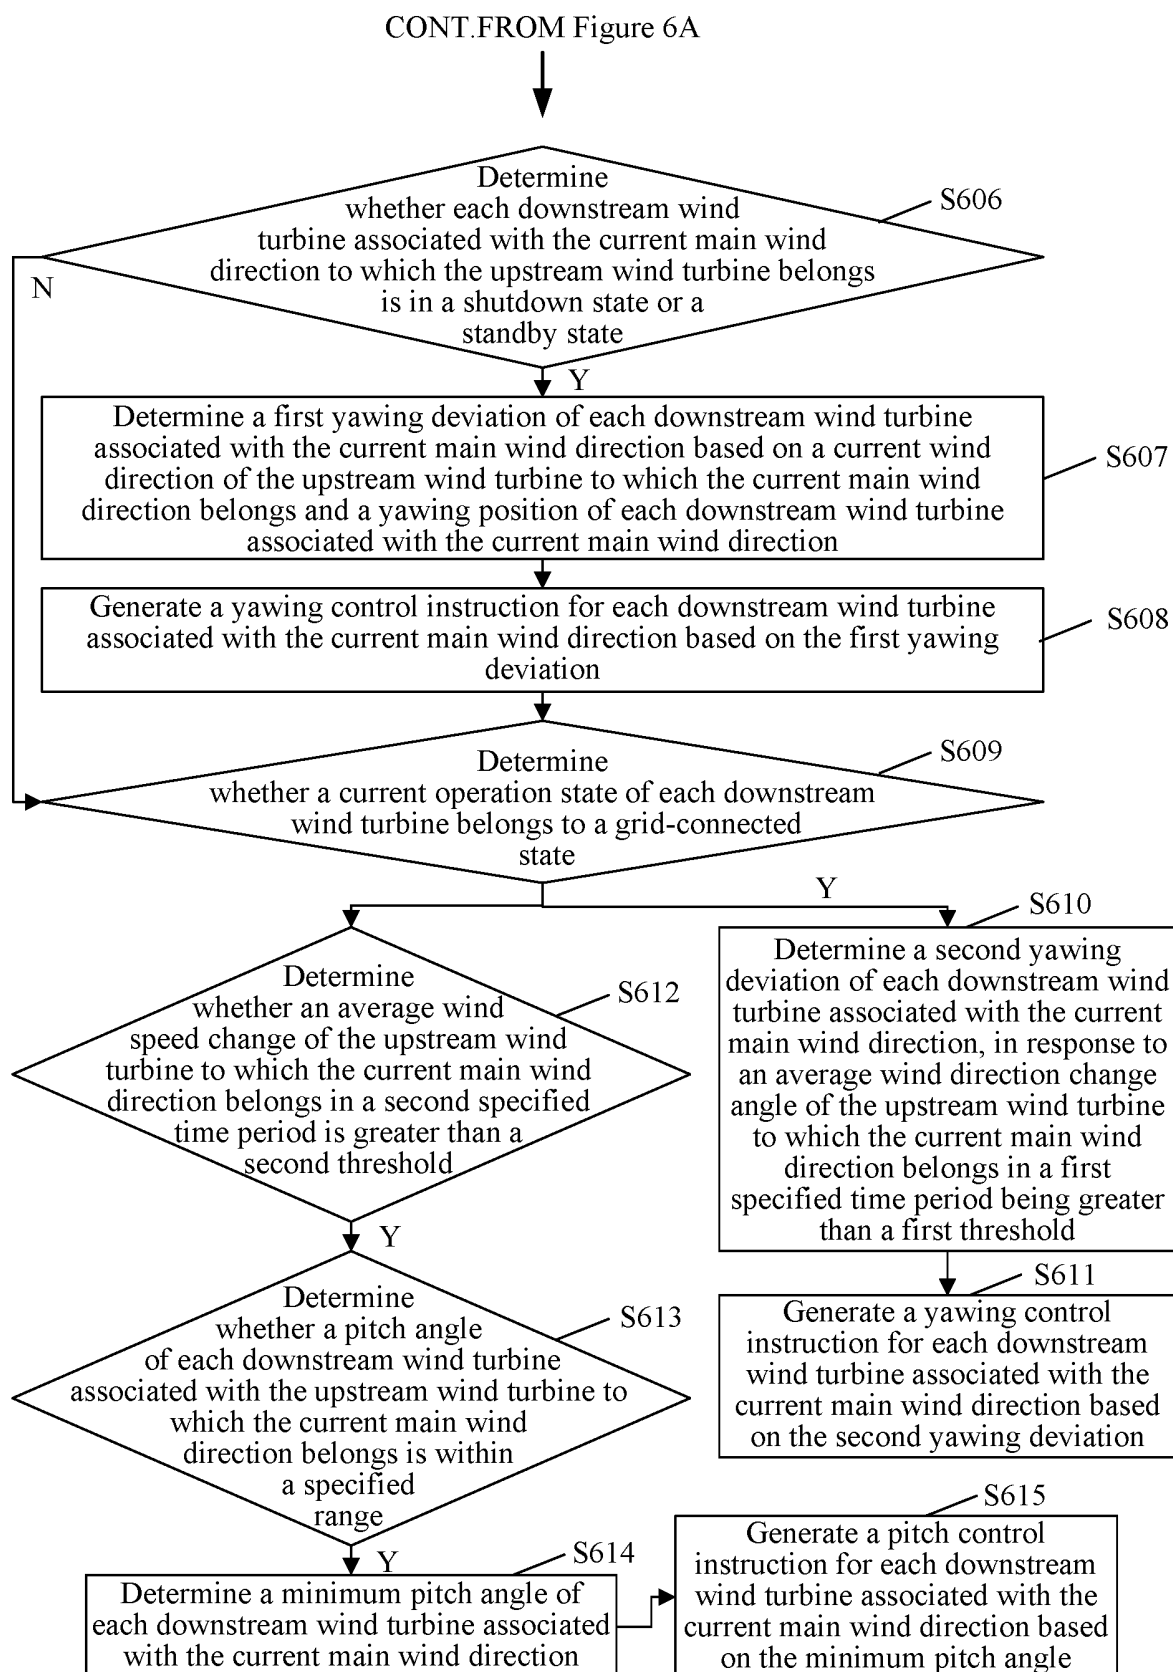 CONT.FROM Figure 6A
Determine
whether each downstream wind
turbine associated with the current main wind
direction to which the upstream wind turbine belongs
is in a shutdown state or a
standby state
S606
N
Y
Determine a first yawing deviation of each downstream wind turbine
associated with the current main wind direction based on a current wind
direction of the upstream wind turbine to which the current main wind
direction belongs and a yawing position of each downstream wind turbine
associated with the current main wind direction
S607
Generate a yawing control instruction for each downstream wind turbine
associated with the current main wind direction based on the first yawing
deviation
S608
Determine
whether a current operation state of each downstream
wind turbine belongs to a grid-connected
state
S609
Y
S610
Determine a second yawing
deviation of each downstream wind
turbine associated with the current
main wind direction, in response to
an average wind direction change
angle of the upstream wind turbine
to which the current main wind
direction belongs in a first
specified time period being greater
than a first threshold
S611
Generate a yawing control
instruction for each downstream
wind turbine associated with the
current main wind direction based
on the second yawing deviation
Determine
whether an average wind
speed change of the upstream wind
turbine to which the current main wind
direction belongs in a second specified
time period is greater than a
second threshold
S612
Y
Determine
whether a pitch angle
of each downstream wind turbine
associated with the upstream wind turbine to
which the current main wind
direction belongs is within
a specified
range
S613
Y
S614
Determine a minimum pitch angle of
each downstream wind turbine associated
with the current main wind direction
S615
Generate a pitch control
instruction for each downstream
wind turbine associated with the
current main wind direction based
on the minimum pitch angle